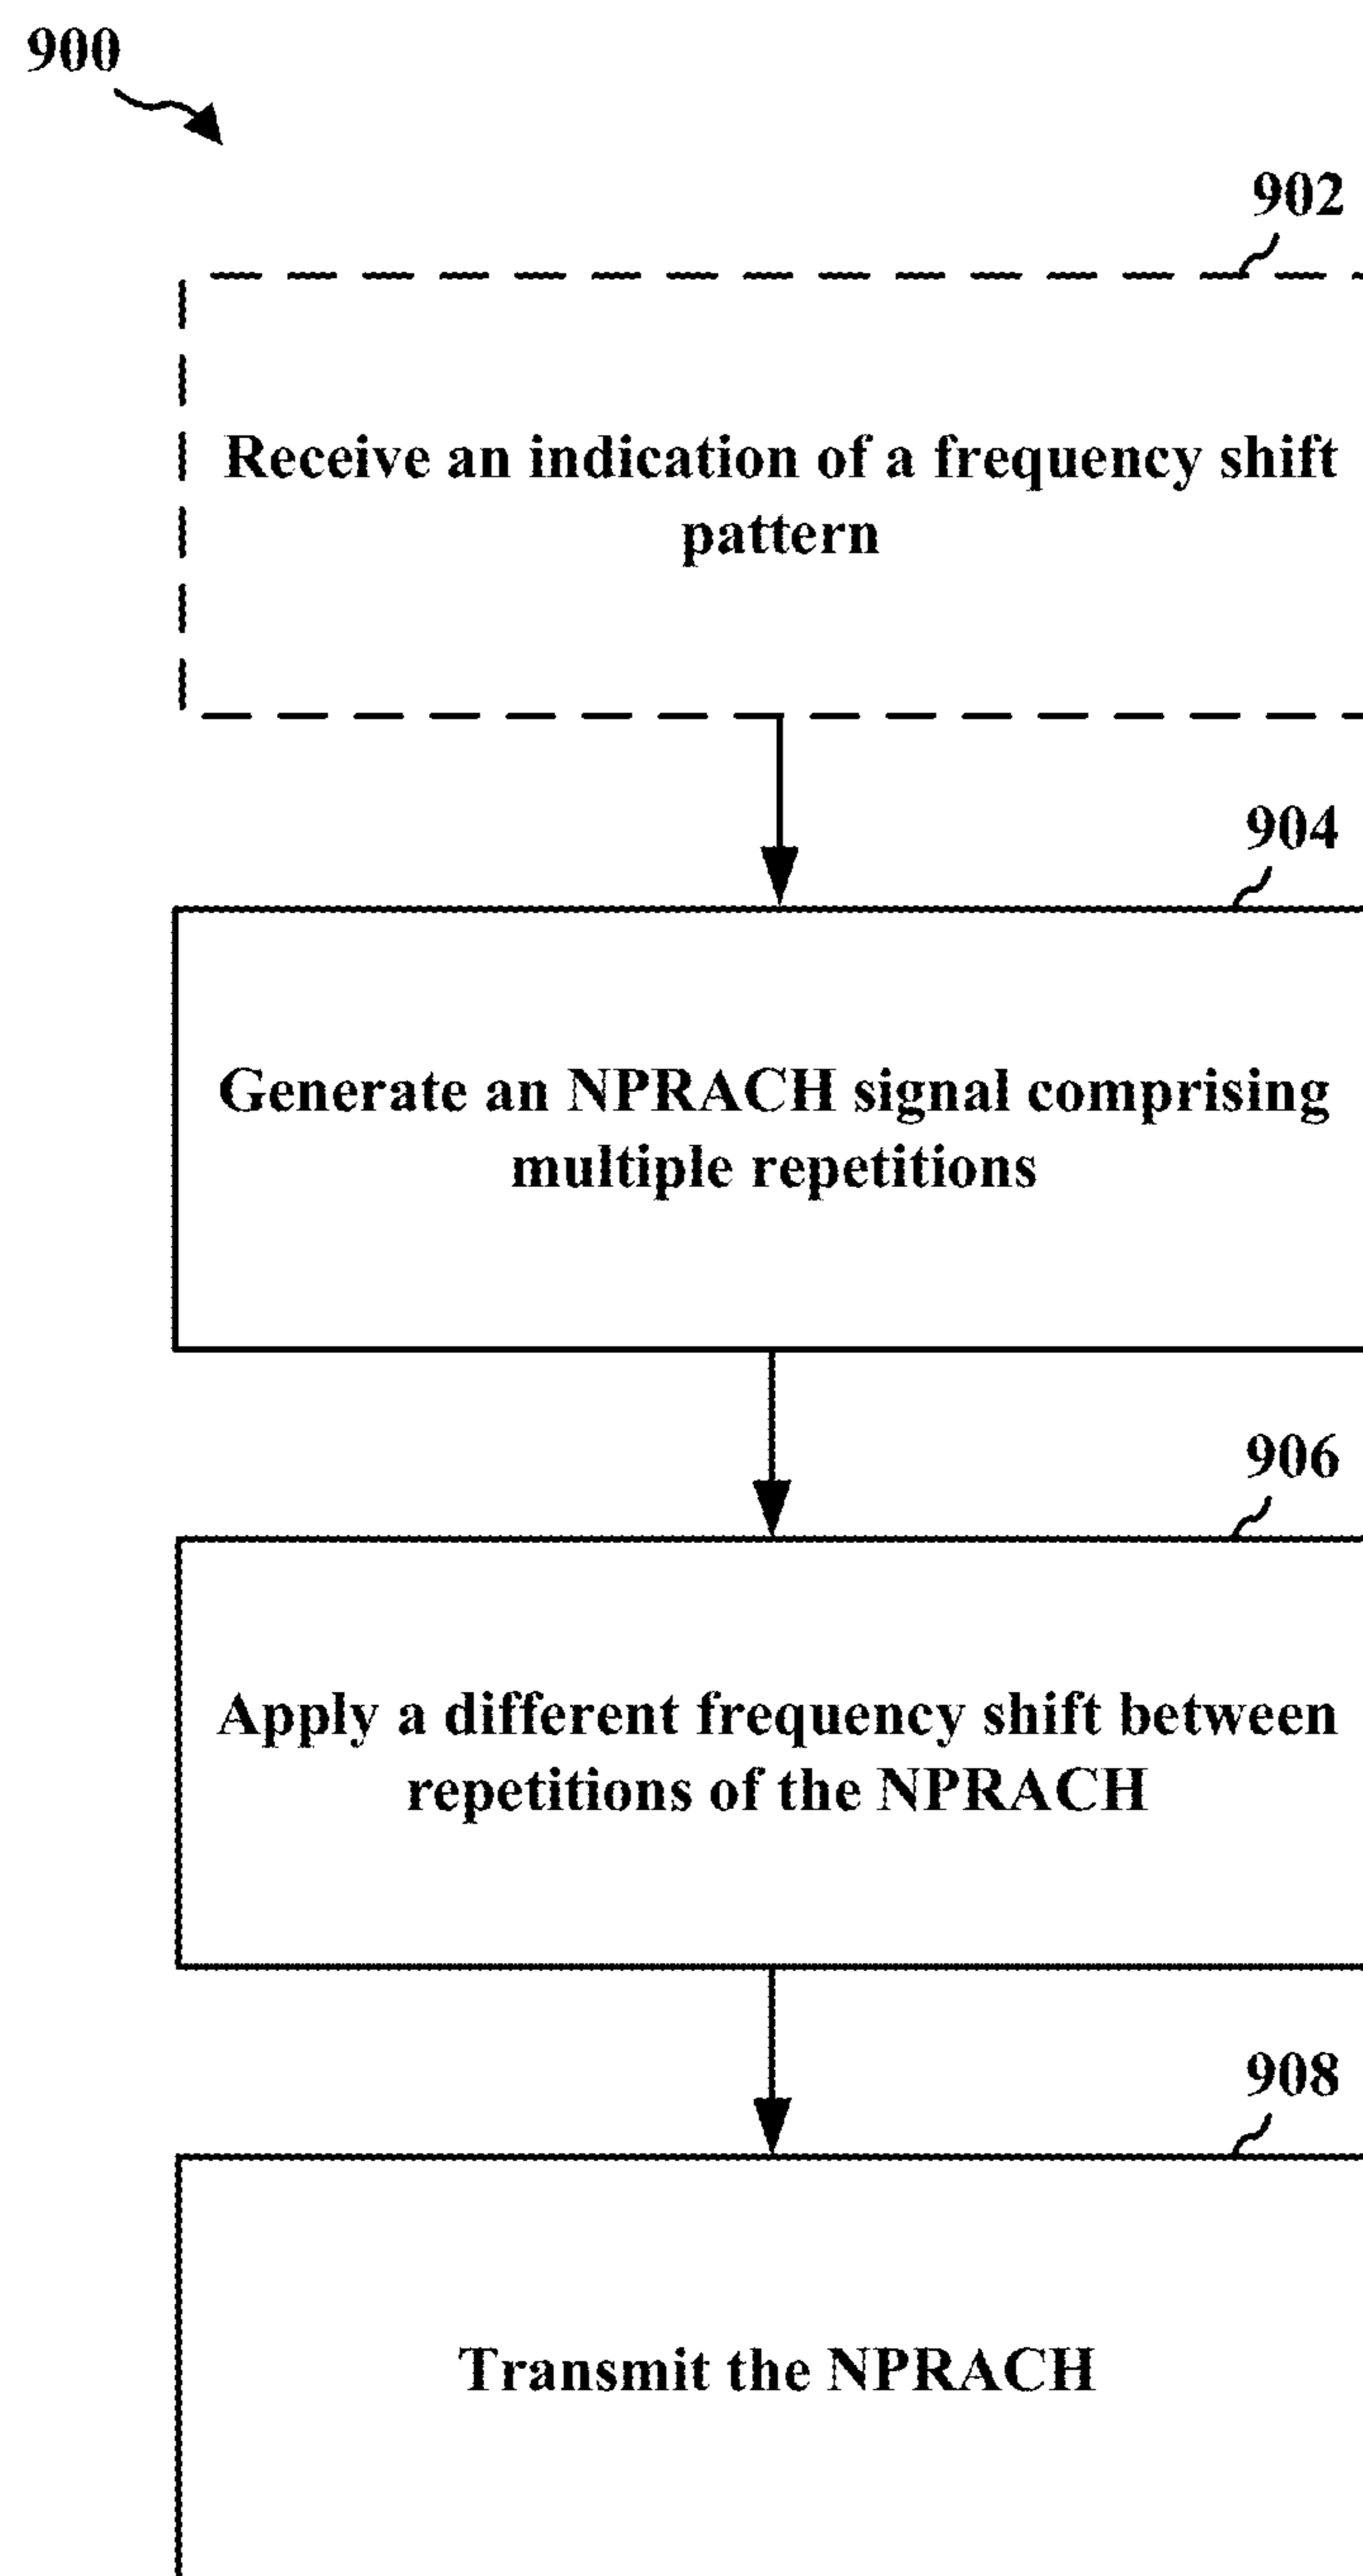 900
902
Receive an indication of a frequency shift
pattern
904
Generate an NPRACH signal comprising
multiple repetitions
906
Apply a different frequency shift between
repetitions of the NPRACH
908
Transmit the NPRACH